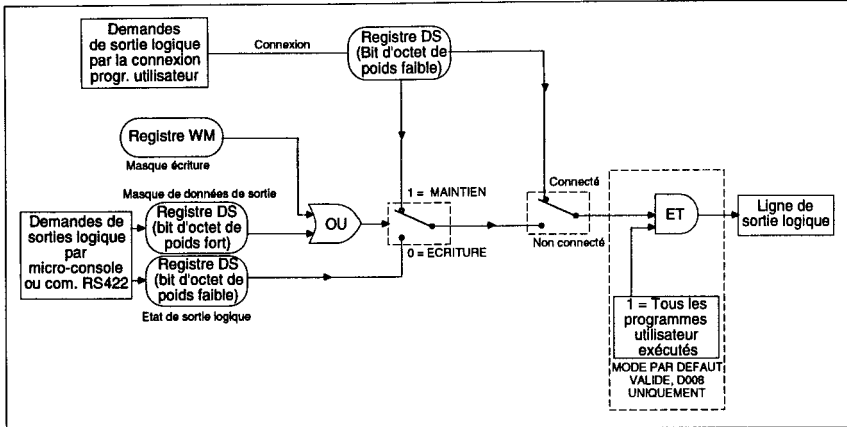 Demandes
de sortie logique
par la connexion
progr. utilisateur
Connexion
Registre DS
(Bit d'octet de
poids faible)
Registre WM
Masque écriture
Masque de données de sortie
Demandes de
sorties logique
par
micro-console
ou com. RS422
Registre DS
(bit d'octet de
poids fort)
Registre DS
(bit d'octet de
poids faible)
Etat de sortie logique
OU
1 = MAINTIEN
0 = ECRITURE
Connecté
Non connecté
ET
Ligne de
sortie logique
1 = Tous les
programmes
utilisateur
exécutés
MODE PAR DEFAUT
VALIDE, D008
UNIQUEMENT